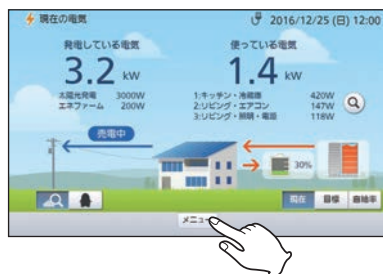 現在の電気
2016/12/25 (日) 12:00
発電している電気
3.2 kW
太陽光発電 3000W
エネファーム 200W
使っている電気
1.4 kW
1:キッチン・冷蔵庫 420W
2:リビング・エアコン 147W
3:リビング・照明・電源 118W
売電中
30%
現在 目標 自給率
メニュー